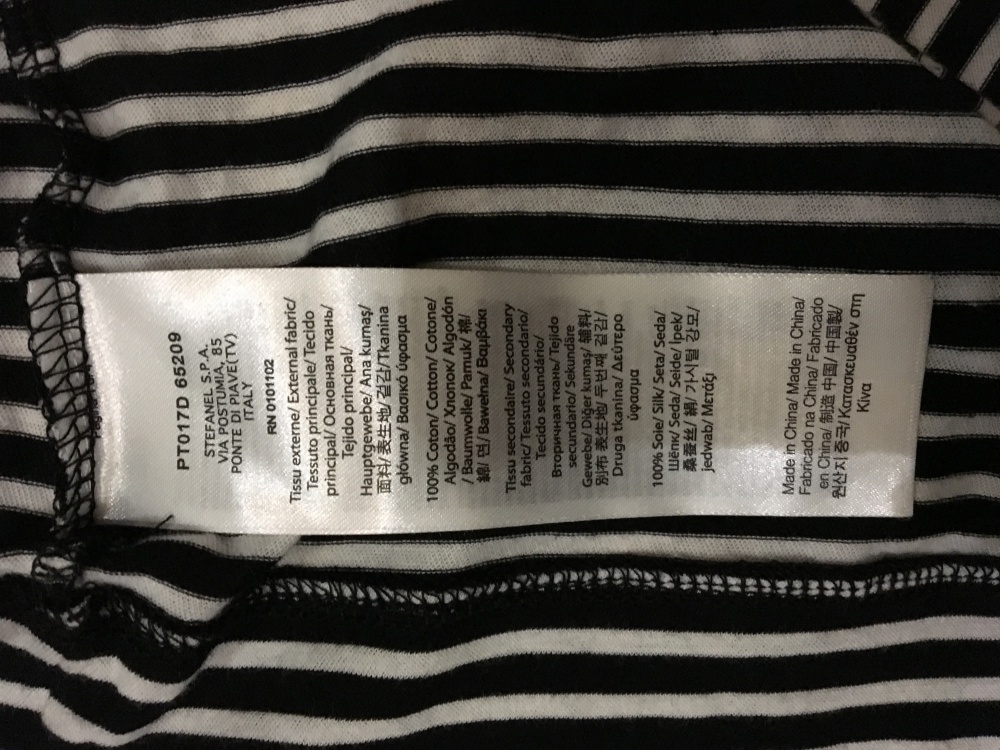 PT017D 65209
STEFANEL S.P.A.
VIA POSTUMIA, 85
PONTE DI PIAVE(TV)
ITALY
RN 0101102
Tissu externe/ External fabric/
Tessuto principale/ Tecido
principal/ Основная ткань/
Tejido principal/
Hauptgewebe/ Ana kumaş/
面料/ 表生地/ 겉감/Tkanina
główna/ Βασικό ύφασμα
100% Coton/ Cotton/ Cotone/
Algodão/ Хлопок/ Algodón
/ Baumwolle/ Pamuk/ 棉/
綿/ 면/ Bawełna/ Βαμβάκι
Tissu secondaire/ Secondary
fabric/ Tessuto secondario/
Tecido secundário/
Вторичная ткань/ Tejido
secundario/ Sekundäre
Gewebe/ Diğer kumaş/ 辅料/
別布 表生地/ 두번째 겉감/
Druga tkanina/ Δεύτερο
ύφασμα
100% Soie/ Silk/ Seta/ Seda/
Шёлк/ Seda/ Seide/ İpek/
桑蚕丝/ 絹/ 가시털 감모/
Jedwab/ Μετάξι
Made in China/ Made in China/
Fabricado na China/ Fabricado
en China/ 制造 中国/ 中国製/
원산지 중국/ Κατασκευαθέν στη
Κίνα